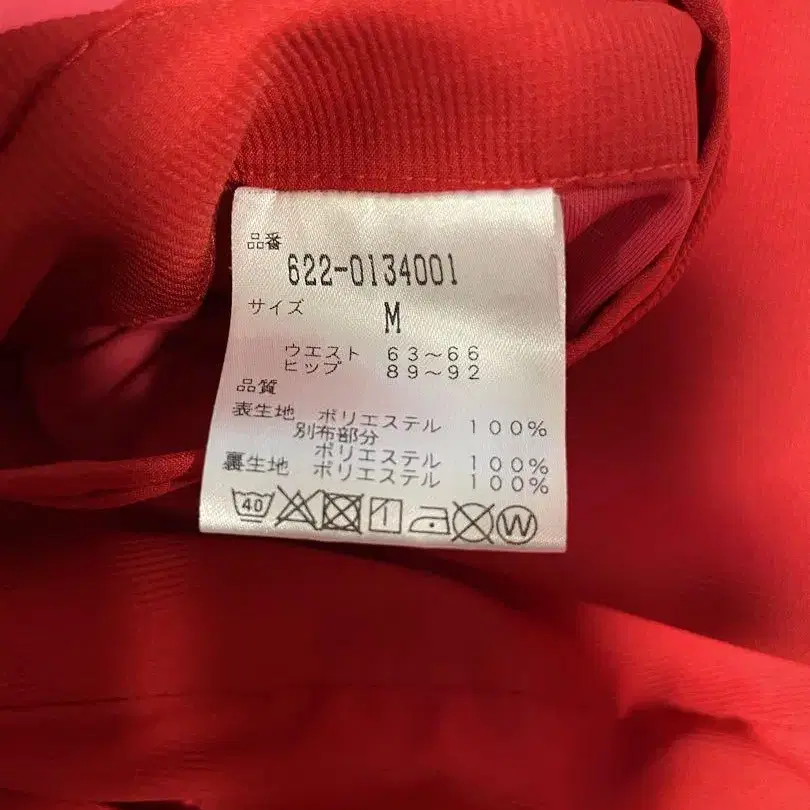 品番
622-0134001
サイズ
M
ウエスト 63～66
ヒップ 89～92
品質
表生地 ポリエステル 100%
別布部分
ポリエステル 100%
裏生地 ポリエステル 100%
40
W